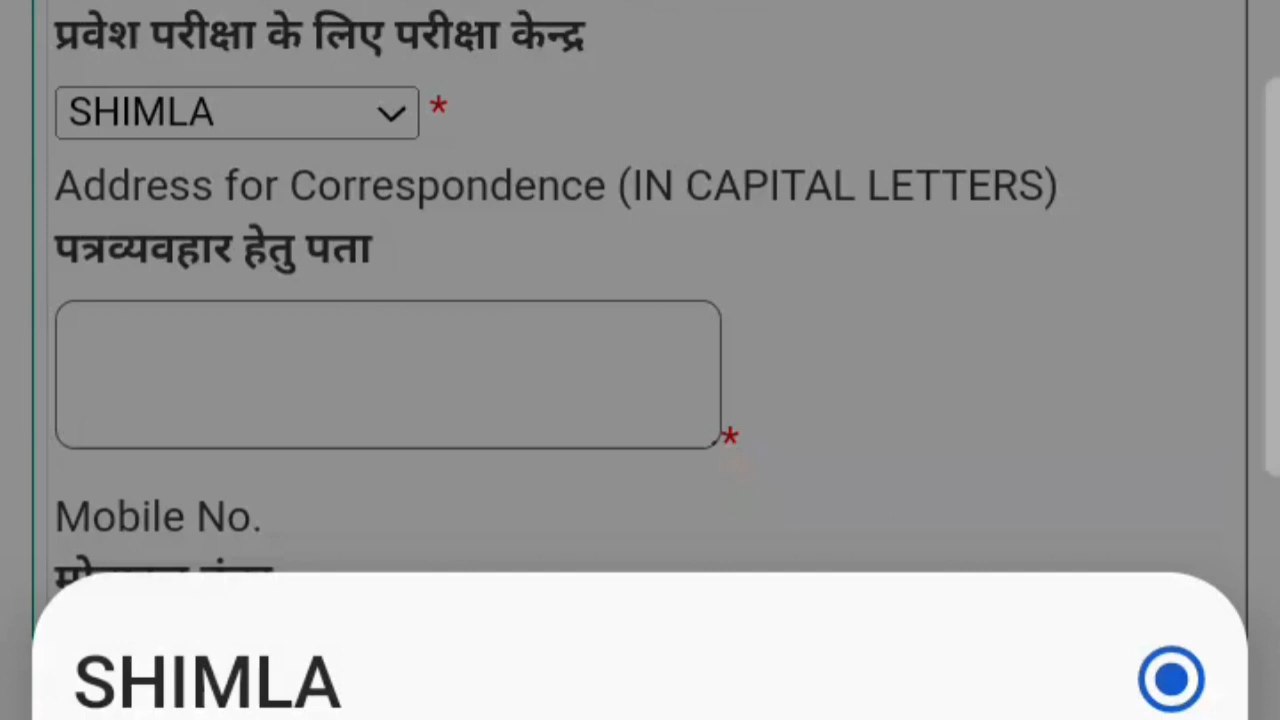 प्रवेश परीक्षा के लिए परीक्षा केन्द्र
SHIMLA *
Address for Correspondence (IN CAPITAL LETTERS)
पत्रव्यवहार हेतु पता
*
Mobile No.
SHIMLA